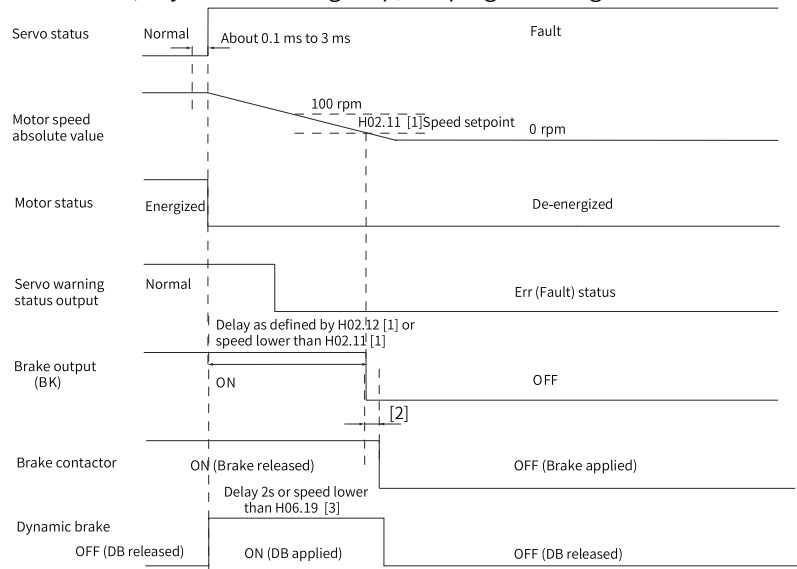 Servo status
Normal
About 0.1 ms to 3 ms
Fault
Motor speed
absolute value
100 rpm
H02.11 [1]Speed setpoint
0 rpm
Motor status
Energized
De-energized
Servo warning
status output
Normal
Err (Fault) status
Delay as defined by H02.12 [1] or
speed lower than H02.11 [1]
Brake output
(BK)
ON
OFF
[2]
Brake contactor
ON (Brake released)
OFF (Brake applied)
Delay 2s or speed lower
than H06.19 [3]
Dynamic brake
OFF (DB released)
ON (DB applied)
OFF (DB released)